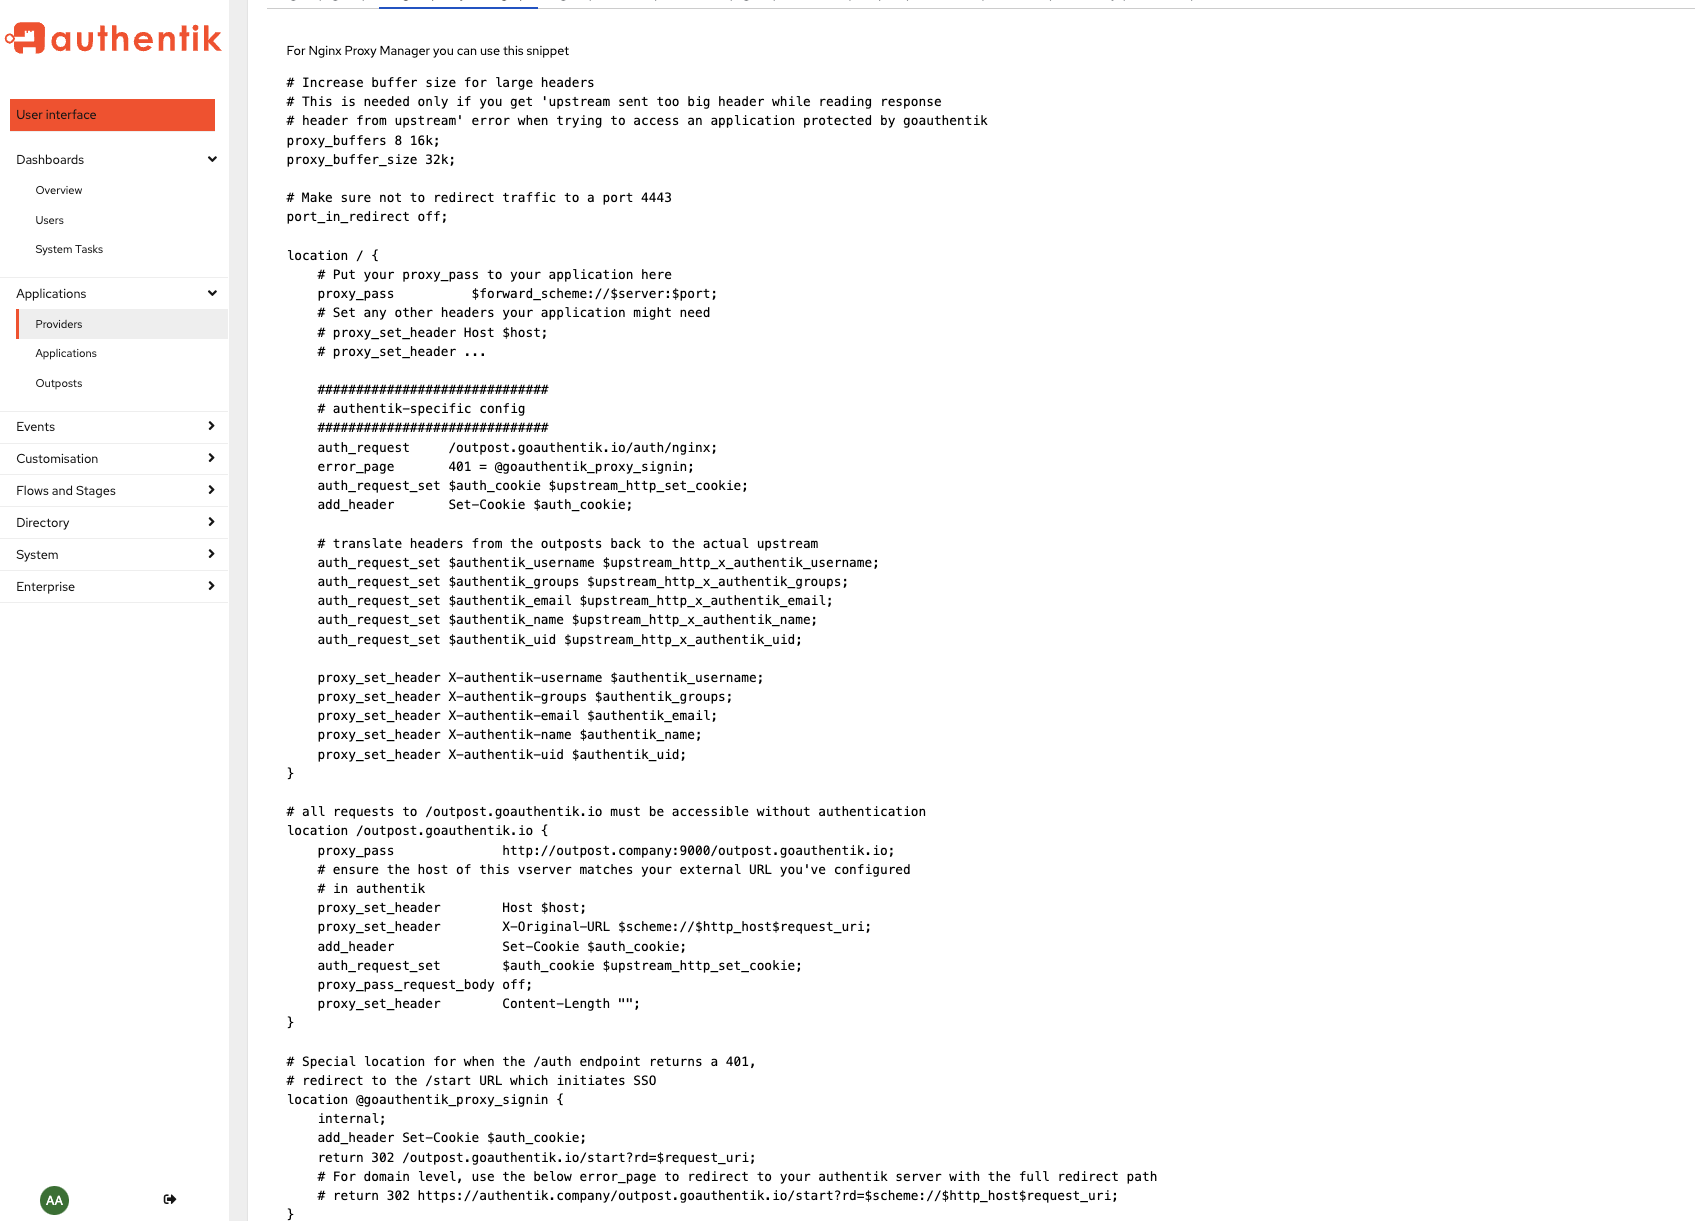 authentik
User interface
Dashboards
Overview
Users
System Tasks
Applications
Providers
Applications
Outposts
Events
Customisation
Flows and Stages
Directory
System
Enterprise
AA
For Nginx Proxy Manager you can use this snippet
# Increase buffer size for large headers
# This is needed only if you get 'upstream sent too big header while reading response
# header from upstream' error when trying to access an application protected by goauthentik
proxy_buffers 8 16k;
proxy_buffer_size 32k;
# Make sure not to redirect traffic to a port 4443
port_in_redirect off;
location / {
    # Put your proxy_pass to your application here
    proxy_pass          $forward_scheme://$server:$port;
    # Set any other headers your application might need
    # proxy_set_header Host $host;
    # proxy_set_header ...
    ##############################
    # authentik-specific config
    ##############################
    auth_request     /outpost.goauthentik.io/auth/nginx;
    error_page       401 = @goauthentik_proxy_signin;
    auth_request_set $auth_cookie $upstream_http_set_cookie;
    add_header       Set-Cookie $auth_cookie;
    # translate headers from the outposts back to the actual upstream
    auth_request_set $authentik_username $upstream_http_x_authentik_username;
    auth_request_set $authentik_groups $upstream_http_x_authentik_groups;
    auth_request_set $authentik_email $upstream_http_x_authentik_email;
    auth_request_set $authentik_name $upstream_http_x_authentik_name;
    auth_request_set $authentik_uid $upstream_http_x_authentik_uid;
    proxy_set_header X-authentik-username $authentik_username;
    proxy_set_header X-authentik-groups $authentik_groups;
    proxy_set_header X-authentik-email $authentik_email;
    proxy_set_header X-authentik-name $authentik_name;
    proxy_set_header X-authentik-uid $authentik_uid;
}
# all requests to /outpost.goauthentik.io must be accessible without authentication
location /outpost.goauthentik.io {
    proxy_pass              http://outpost.company:9000/outpost.goauthentik.io;
    # ensure the host of this vserver matches your external URL you've configured
    # in authentik
    proxy_set_header        Host $host;
    proxy_set_header        X-Original-URL $scheme://$http_host$request_uri;
    add_header              Set-Cookie $auth_cookie;
    auth_request_set        $auth_cookie $upstream_http_set_cookie;
    proxy_pass_request_body off;
    proxy_set_header        Content-Length "";
}
# Special location for when the /auth endpoint returns a 401,
# redirect to the /start URL which initiates SSO
location @goauthentik_proxy_signin {
    internal;
    add_header Set-Cookie $auth_cookie;
    return 302 /outpost.goauthentik.io/start?rd=$request_uri;
    # For domain level, use the below error_page to redirect to your authentik server with the full redirect path
    # return 302 https://authentik.company/outpost.goauthentik.io/start?rd=$scheme://$http_host$request_uri;
}